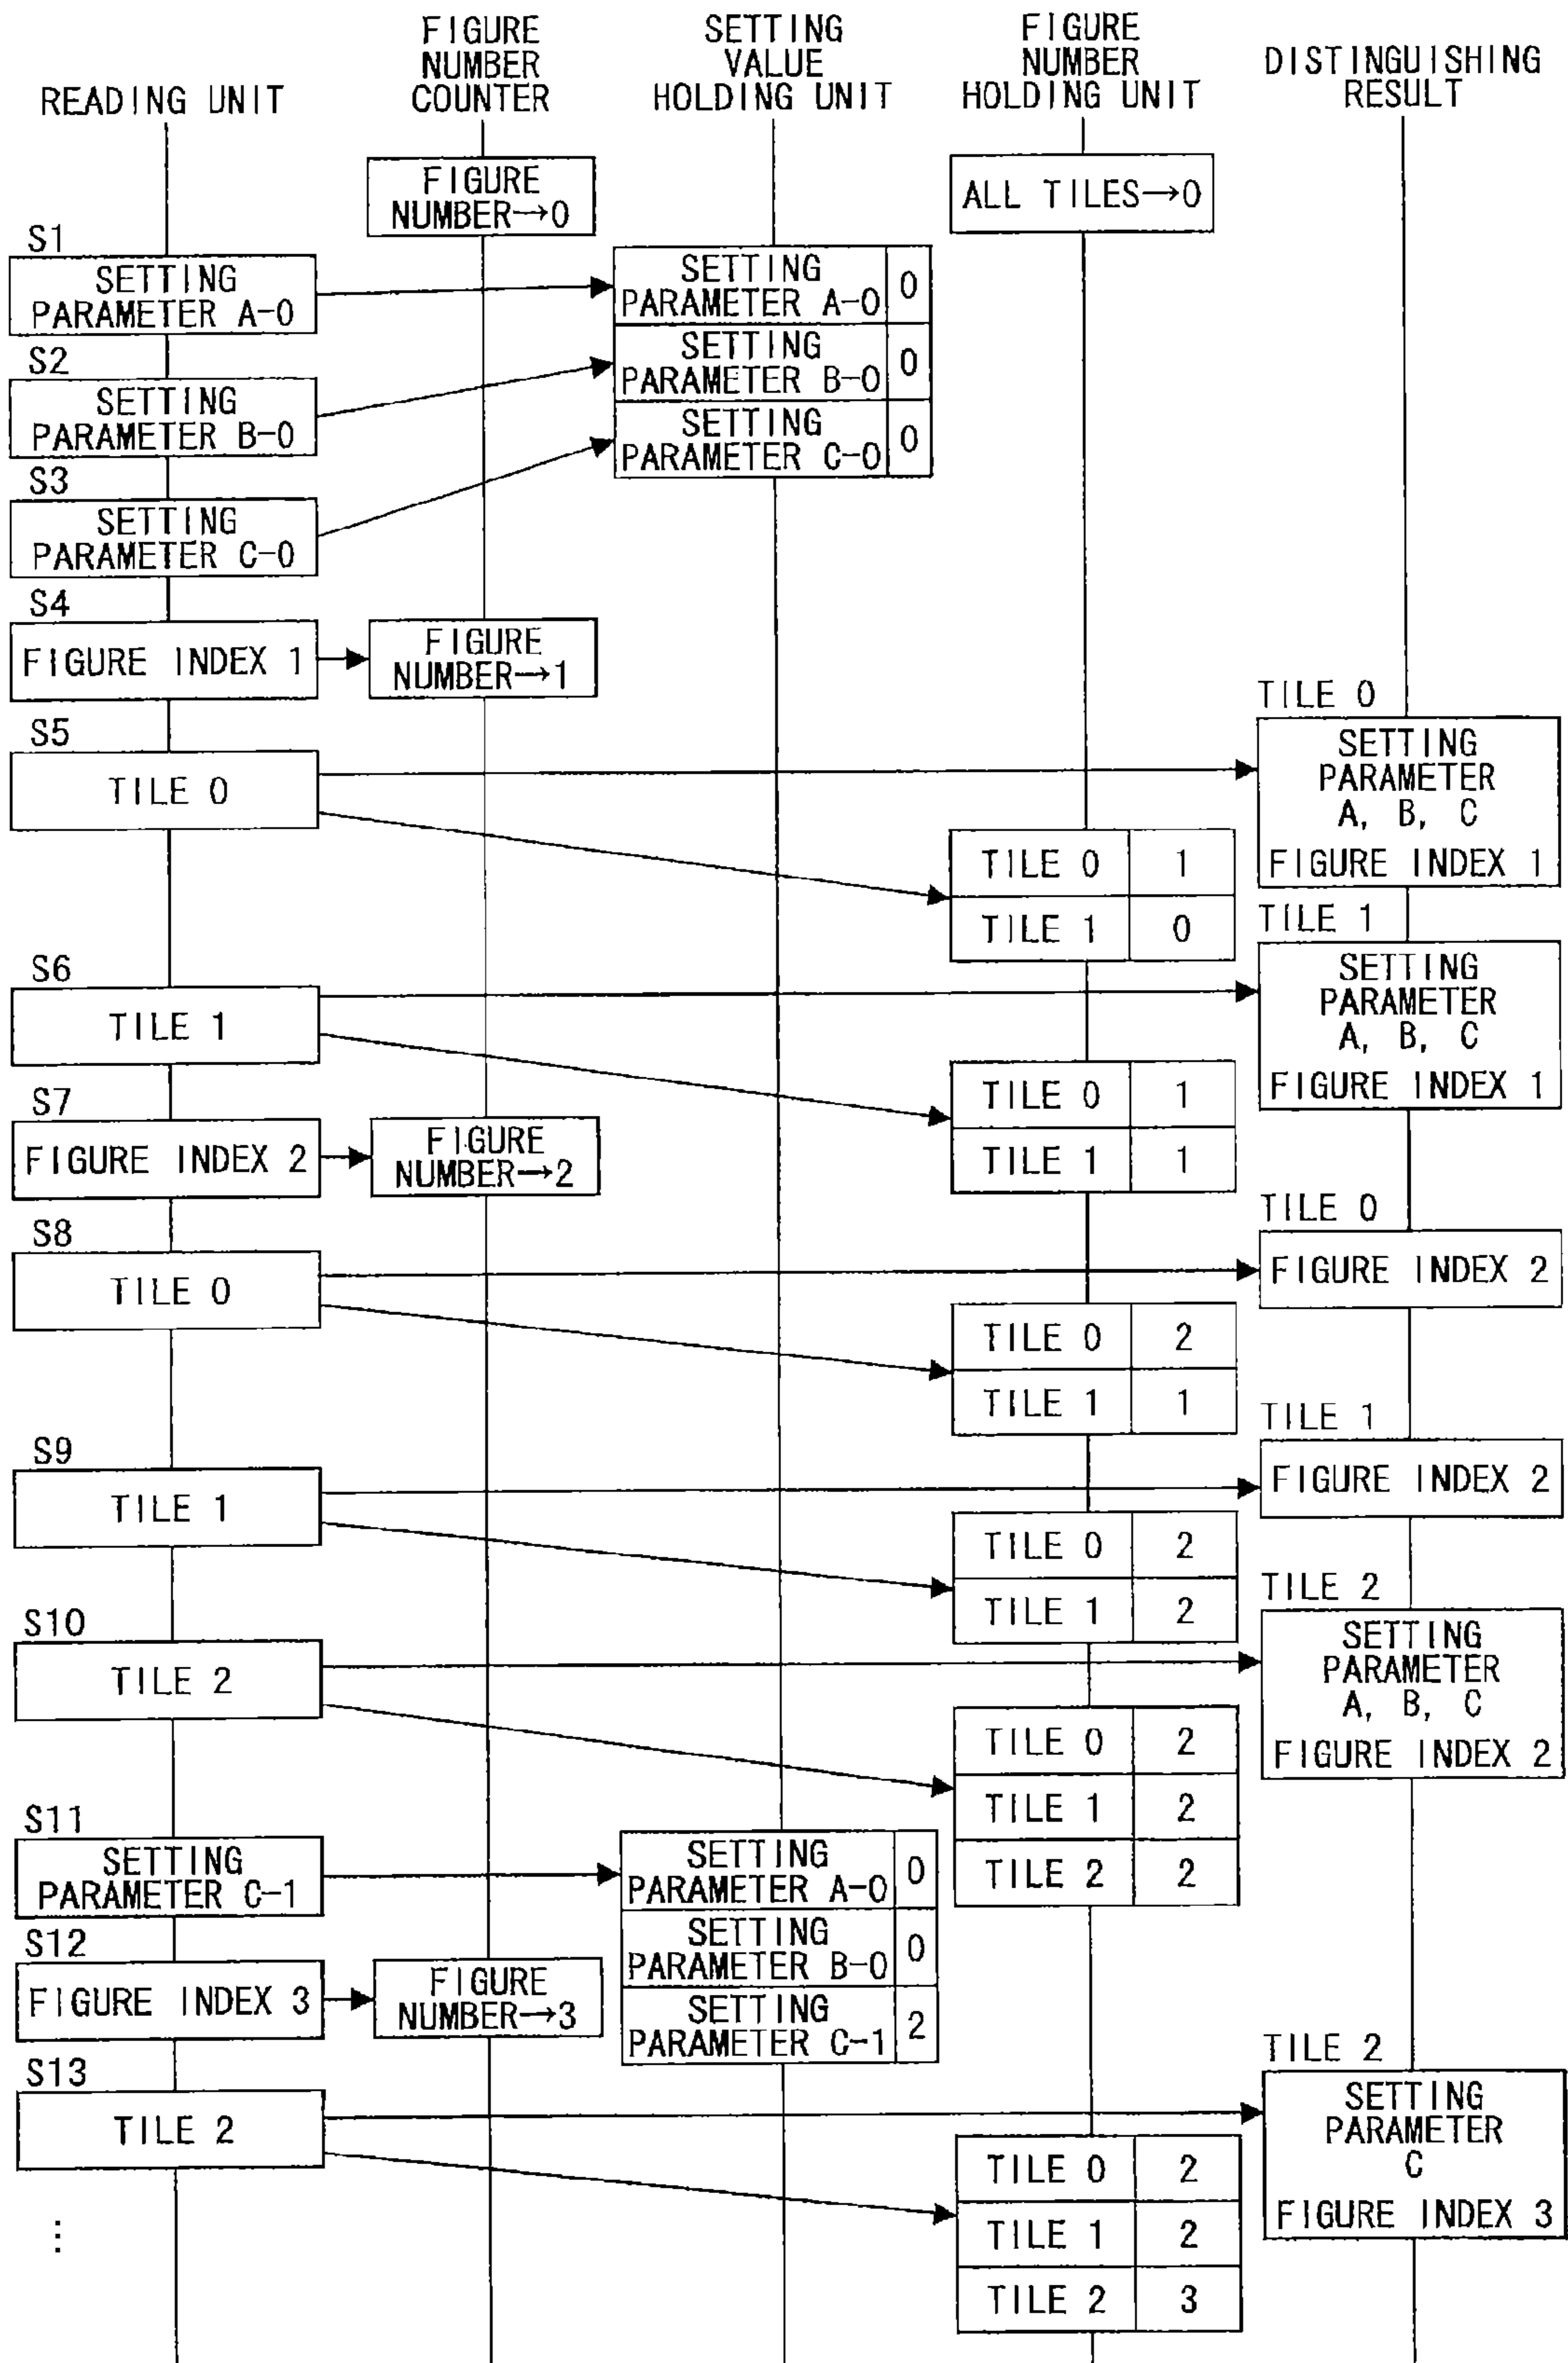 READING UNIT
FIGURE
NUMBER
COUNTER
SETTING
VALUE
HOLDING UNIT
FIGURE
NUMBER
HOLDING UNIT
DISTINGUISHING
RESULT
FIGURE
NUMBER→0
ALL TILES→0
S1
SETTING
PARAMETER A-0
SETTING
PARAMETER A-0
0
S2
SETTING
PARAMETER B-0
SETTING
PARAMETER B-0
0
S3
SETTING
PARAMETER C-0
SETTING
PARAMETER C-0
0
S4
FIGURE INDEX 1
FIGURE
NUMBER→1
S5
TILE 0
TILE 0
SETTING
PARAMETER
A, B, C
FIGURE INDEX 1
TILE 0 1
TILE 1 0
S6
TILE 1
TILE 1
SETTING
PARAMETER
A, B, C
FIGURE INDEX 1
TILE 0 1
TILE 1 1
S7
FIGURE INDEX 2
FIGURE
NUMBER→2
S8
TILE 0
TILE 0
FIGURE INDEX 2
TILE 0 2
TILE 1 1
S9
TILE 1
TILE 1
FIGURE INDEX 2
TILE 0 2
TILE 1 2
S10
TILE 2
TILE 2
SETTING
PARAMETER
A, B, C
FIGURE INDEX 2
TILE 0 2
TILE 1 2
TILE 2 2
S11
SETTING
PARAMETER C-1
SETTING
PARAMETER A-0
0
SETTING
PARAMETER B-0
0
SETTING
PARAMETER C-1
2
S12
FIGURE INDEX 3
FIGURE
NUMBER→3
S13
TILE 2
TILE 2
SETTING
PARAMETER
C
FIGURE INDEX 3
TILE 0 2
TILE 1 2
TILE 2 3
⋮